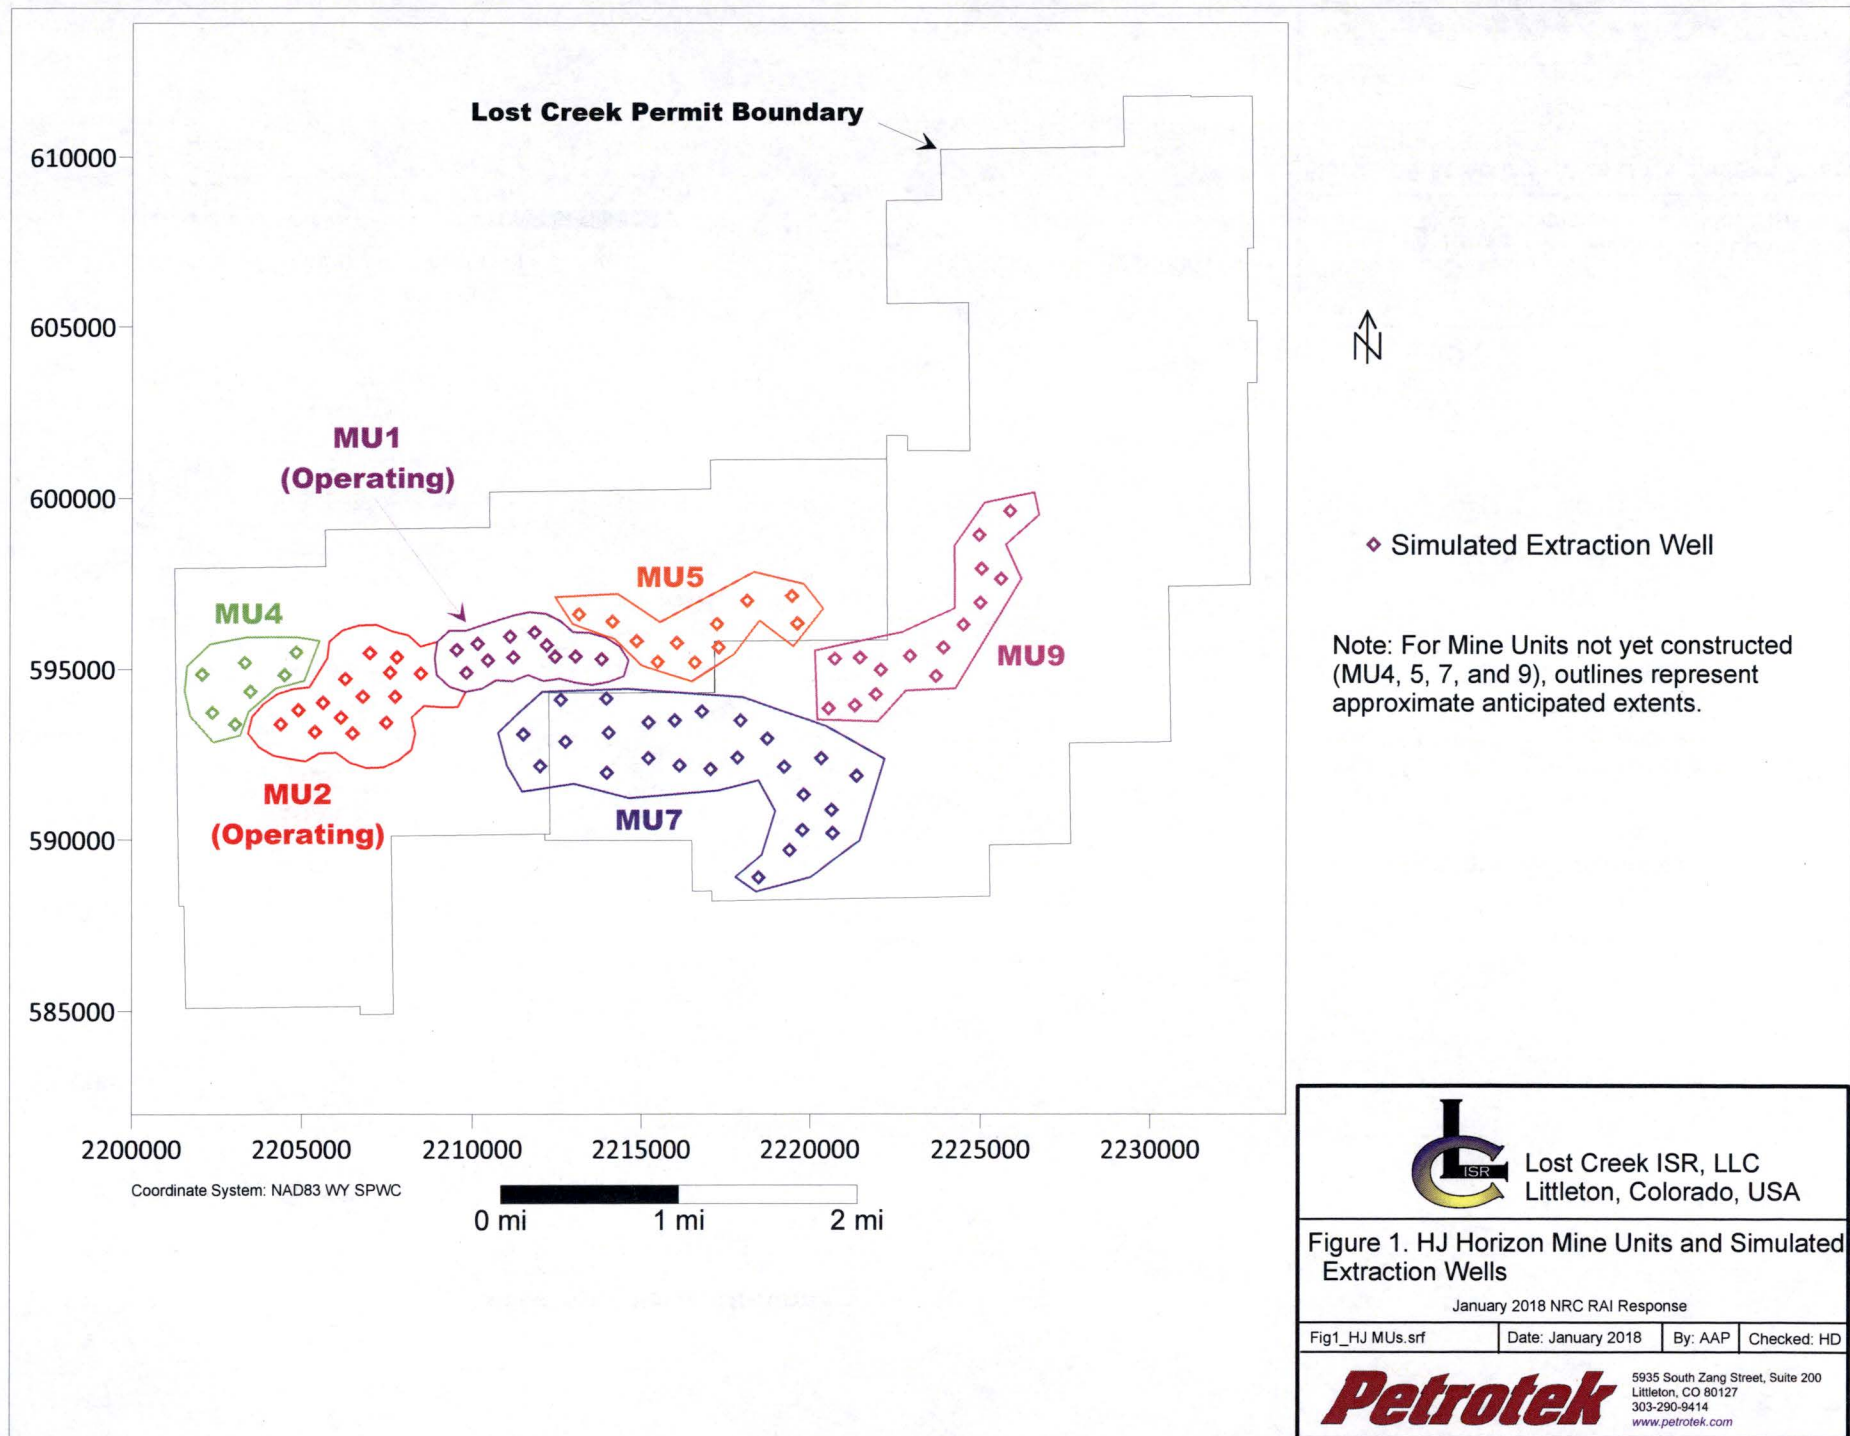 Lost Creek Permit Boundary
610000
605000
600000
595000
590000
585000
MU1
(Operating)
MU5
MU4
MU9
MU2
(Operating)
MU7
N
Simulated Extraction Well
Note: For Mine Units not yet constructed
(MU4, 5, 7, and 9), outlines represent
approximate anticipated extents.
2200000
2205000
2210000
2215000
2220000
2225000
2230000
Coordinate System: NAD83 WY SPWC
0 mi
1 mi
2 mi
LC ISR
Lost Creek ISR, LLC
Littleton, Colorado, USA
Figure 1. HJ Horizon Mine Units and Simulated
Extraction Wells
January 2018 NRC RAI Response
Fig1_HJ MUs.srf
Date: January 2018
By: AAP
Checked: HD
Petrotek
5935 South Zang Street, Suite 200
Littleton, CO 80127
303-290-9414
www.petrotek.com